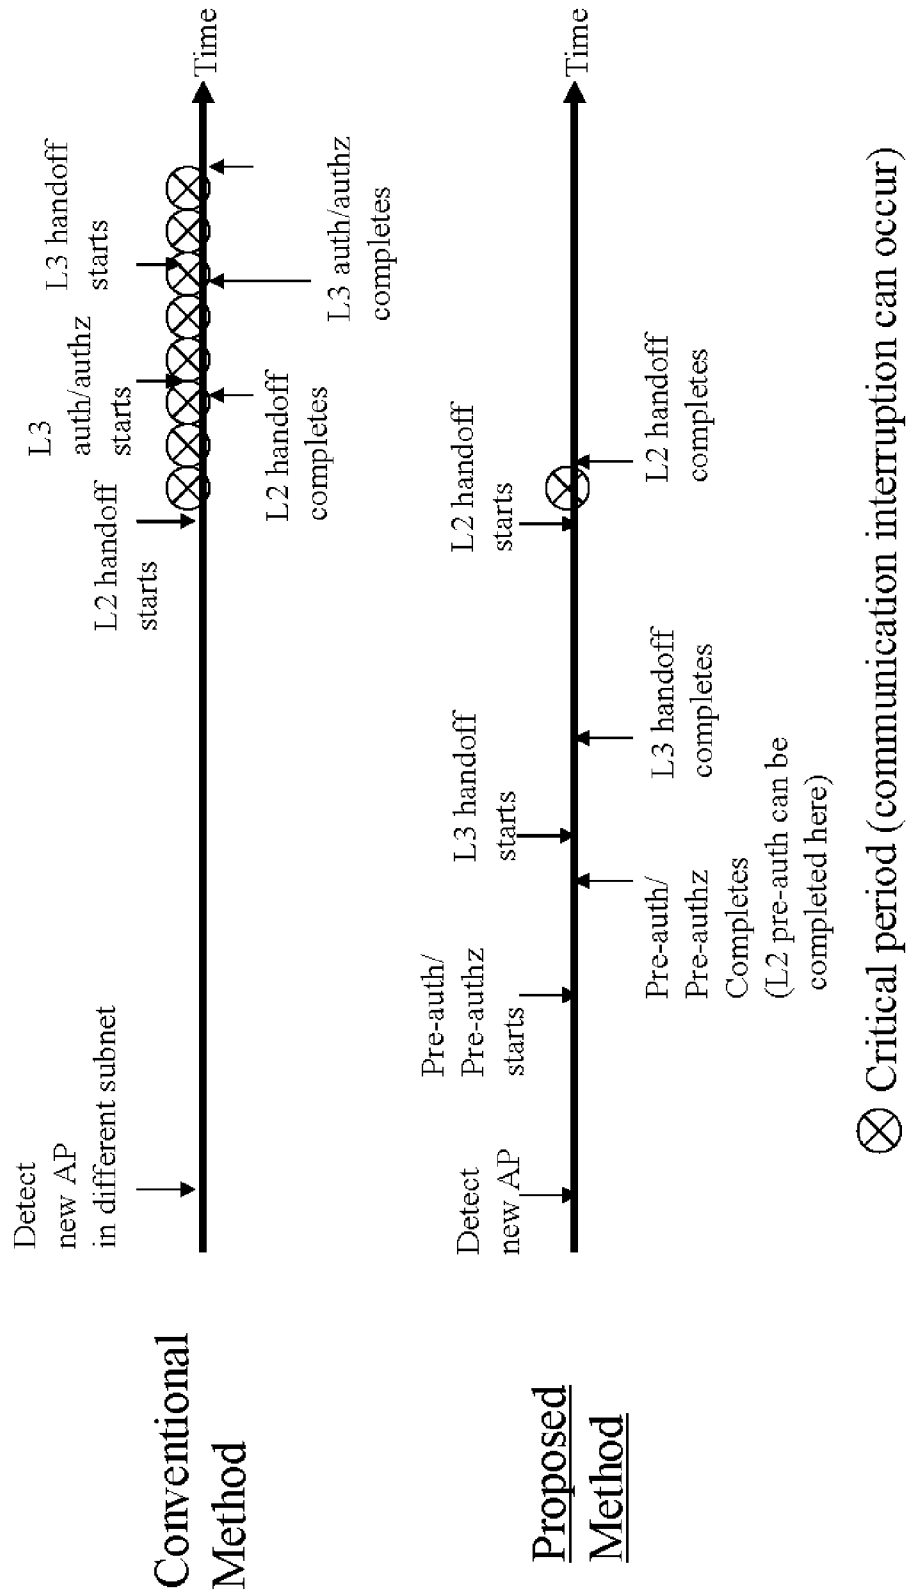 Conventional
Method
Detect
new AP
in different subnet
L2 handoff
starts
L3
auth/authz
starts
L3 handoff
starts
L2 handoff
completes
L3 auth/authz
completes
Time
Proposed
Method
Detect
new AP
Pre-auth/
Pre-authz
starts
L3 handoff
starts
L2 handoff
starts
Pre-auth/
Pre-authz
Completes
(L2 pre-auth can be
completed here)
L3 handoff
completes
L2 handoff
completes
Time
Critical period (communication interruption can occur)